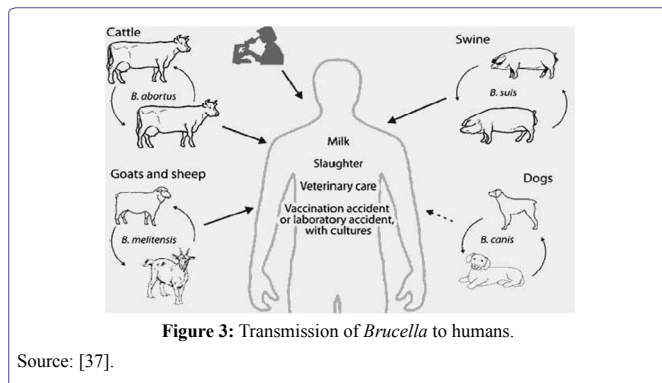 Cattle
B. abortus
Swine
B. suis
Milk
Slaughter
Veterinary care
Vaccination accident
or laboratory accident,
with cultures
Goats and sheep
B. melitensis
Dogs
B. canis
Figure 3: Transmission of Brucella to humans.
Source: [37].